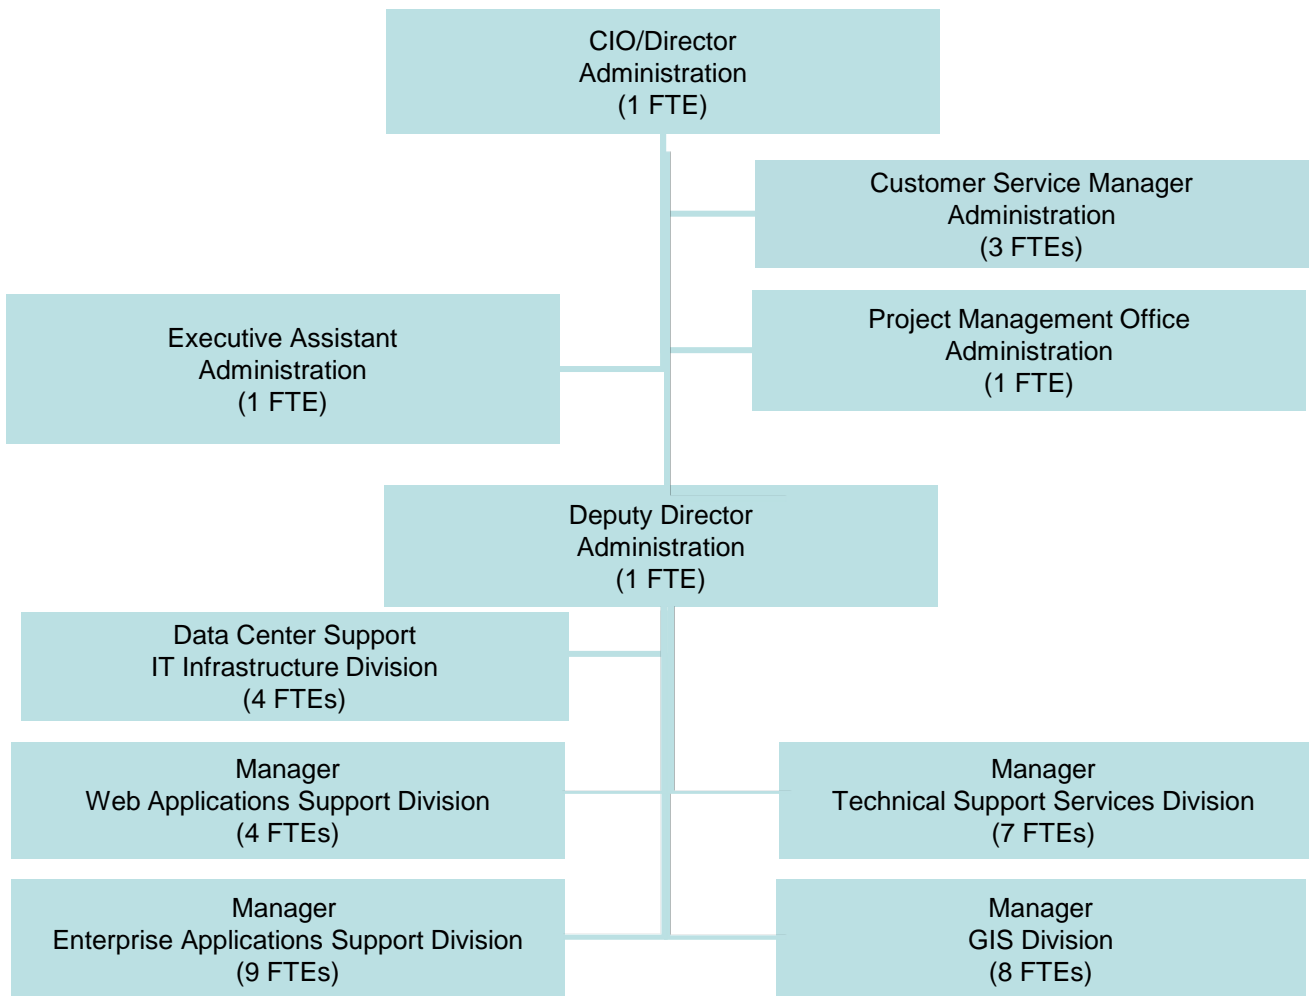 CIO/Director
Administration
(1 FTE)
Customer Service Manager
Administration
(3 FTEs)
Executive Assistant
Administration
(1 FTE)
Project Management Office
Administration
(1 FTE)
Deputy Director
Administration
(1 FTE)
Data Center Support
IT Infrastructure Division
(4 FTEs)
Manager
Web Applications Support Division
(4 FTEs)
Manager
Technical Support Services Division
(7 FTEs)
Manager
Enterprise Applications Support Division
(9 FTEs)
Manager
GIS Division
(8 FTEs)